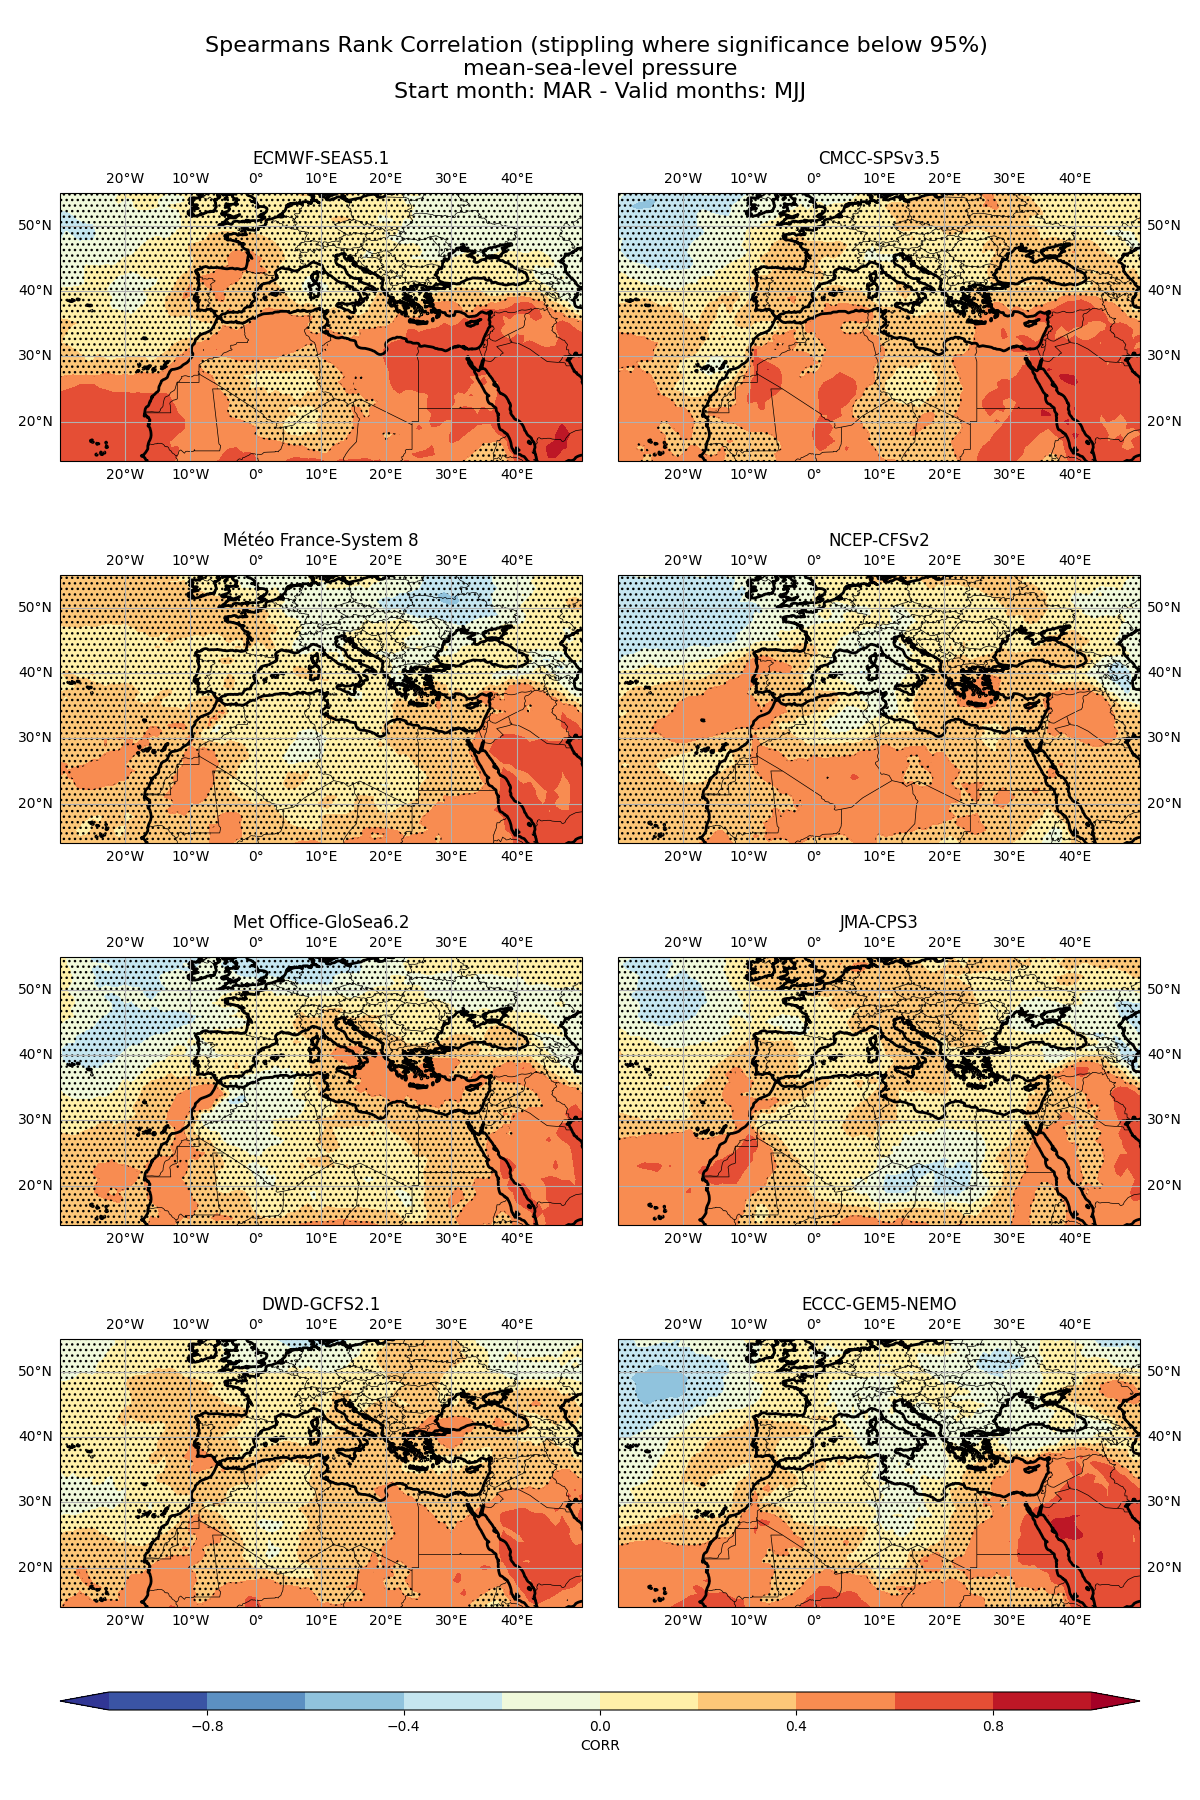 Spearmans Rank Correlation (stippling where significance below 95%)
mean-sea-level pressure
Start month: MAR - Valid months: MJJ
ECMWF-SEAS5.1
CMCC-SPSv3.5
20°W 10°W 0° 10°E 20°E 30°E 40°E
20°W 10°W 0° 10°E 20°E 30°E 40°E
50°N
50°N
40°N
40°N
30°N
30°N
20°N
20°N
20°W 10°W 0° 10°E 20°E 30°E 40°E
20°W 10°W 0° 10°E 20°E 30°E 40°E
Météo France-System 8
NCEP-CFSv2
20°W 10°W 0° 10°E 20°E 30°E 40°E
20°W 10°W 0° 10°E 20°E 30°E 40°E
50°N
50°N
40°N
40°N
30°N
30°N
20°N
20°N
20°W 10°W 0° 10°E 20°E 30°E 40°E
20°W 10°W 0° 10°E 20°E 30°E 40°E
Met Office-GloSea6.2
JMA-CPS3
20°W 10°W 0° 10°E 20°E 30°E 40°E
20°W 10°W 0° 10°E 20°E 30°E 40°E
50°N
50°N
40°N
40°N
30°N
30°N
20°N
20°N
20°W 10°W 0° 10°E 20°E 30°E 40°E
20°W 10°W 0° 10°E 20°E 30°E 40°E
DWD-GCFS2.1
ECCC-GEM5-NEMO
20°W 10°W 0° 10°E 20°E 30°E 40°E
20°W 10°W 0° 10°E 20°E 30°E 40°E
50°N
50°N
40°N
40°N
30°N
30°N
20°N
20°N
20°W 10°W 0° 10°E 20°E 30°E 40°E
20°W 10°W 0° 10°E 20°E 30°E 40°E
−0.8 −0.4 0.0 0.4 0.8
CORR